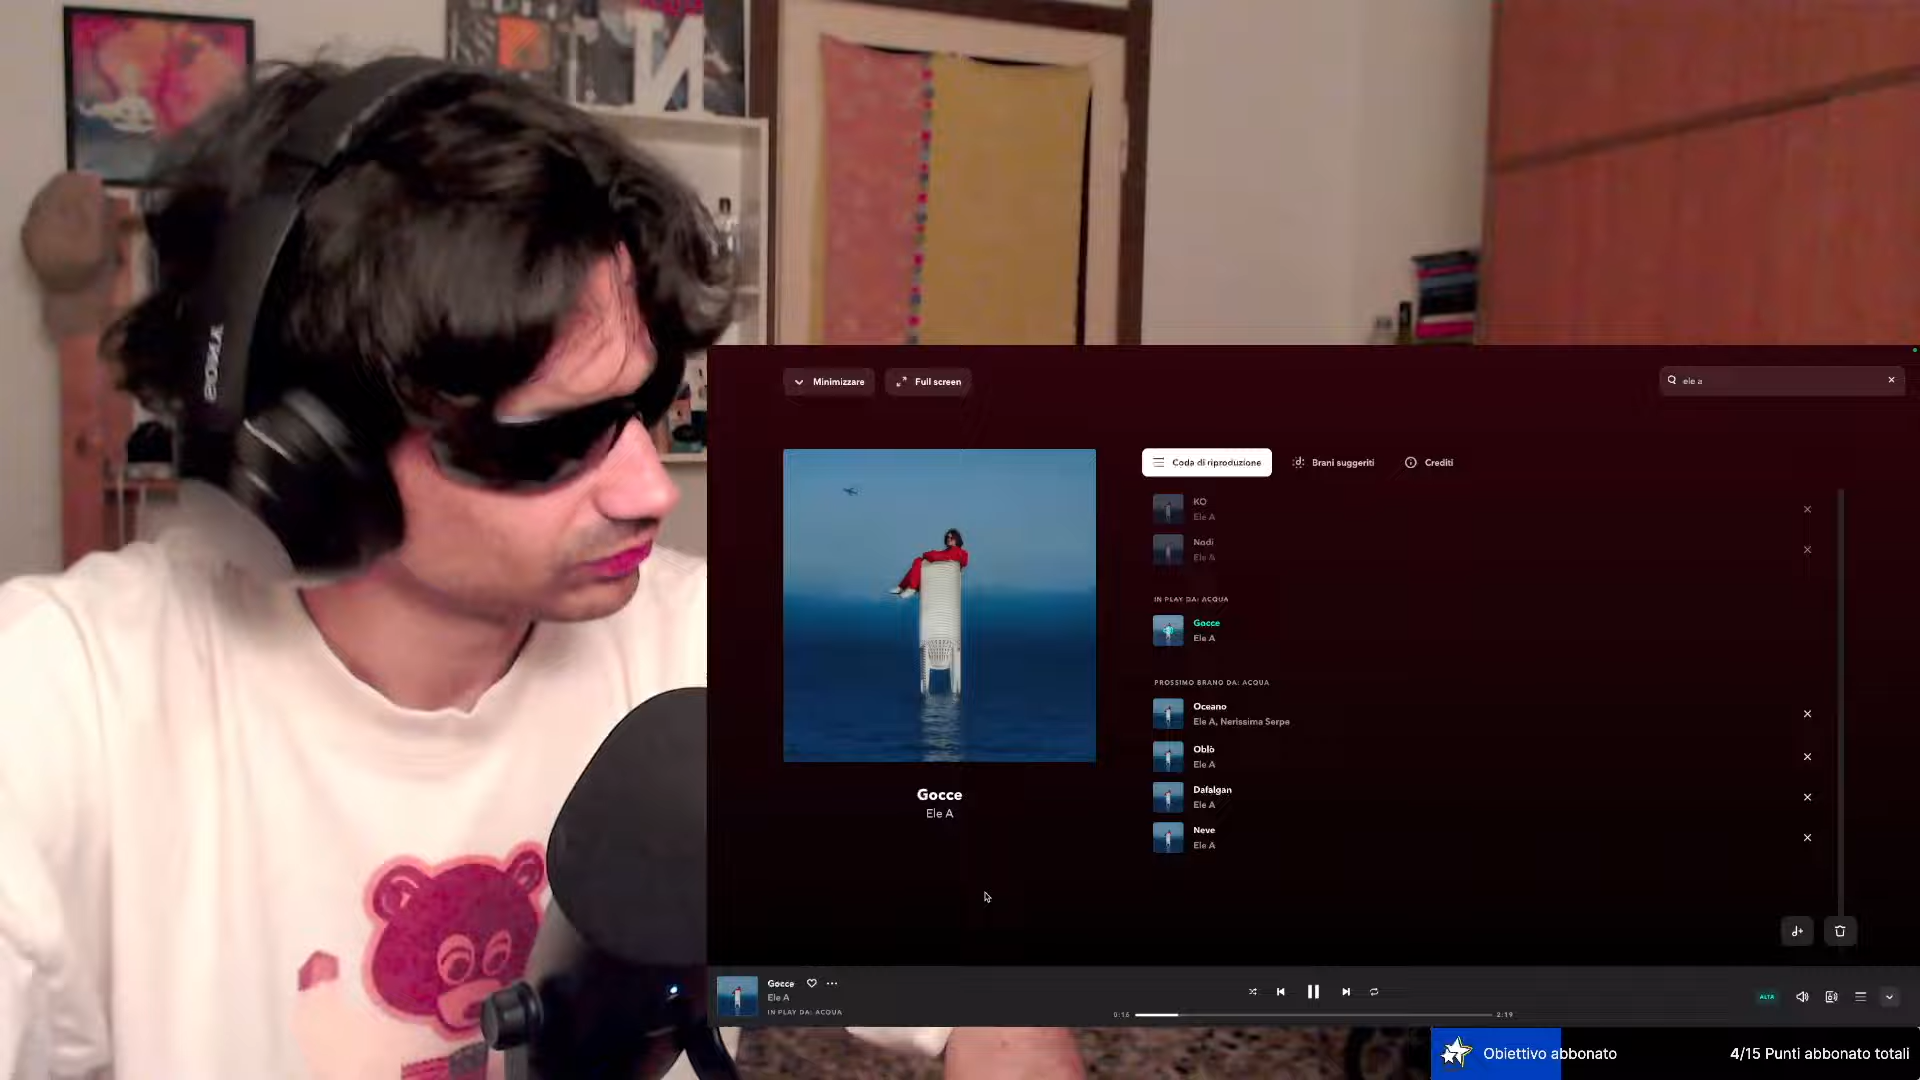 SONY
Minimizzare
Full screen
ele a
Coda di riproduzione
Brani suggeriti
Crediti
KO
Ele A
Nodi
Ele A
IN PLAY DA: ACQUA
Gocce
Ele A
PROSSIMO BRANO DA: ACQUA
Oceano
Ele A, Nerissima Serpe
Oblò
Ele A
Dafalgan
Ele A
Neve
Ele A
Gocce
Ele A
Gocce
Ele A
IN PLAY DA: ACQUA
0:16
2:19
ALTA
Obiettivo abbonato
4/15 Punti abbonato totali